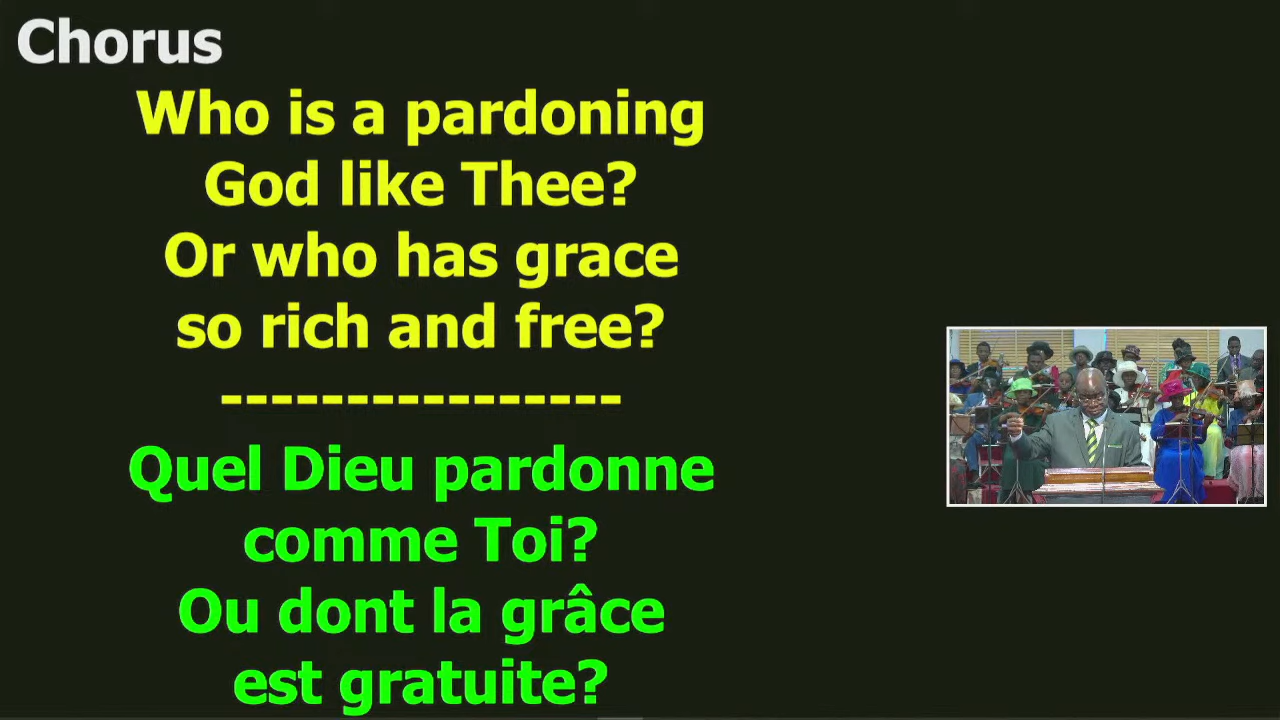 Chorus
Who is a pardoning
God like Thee?
Or who has grace
so rich and free?
----------------
Quel Dieu pardonne
comme Toi?
Ou dont la grâce
est gratuite?